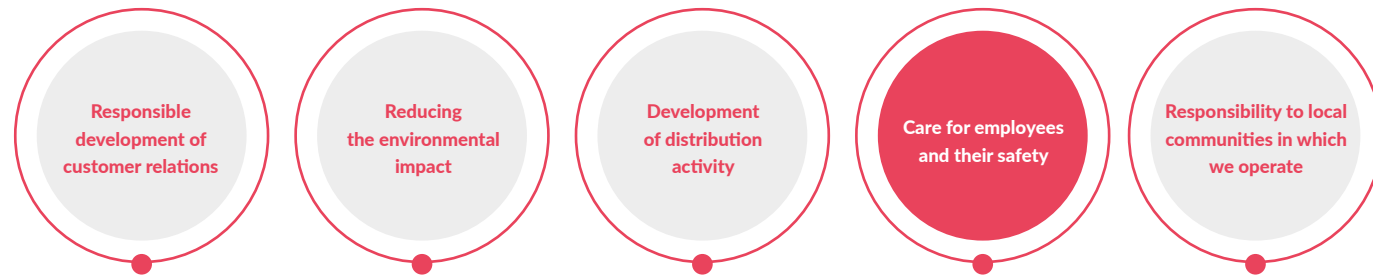 Responsible
development of
customer relations
Reducing
the environmental
impact
Development
of distribution
activity
Care for employees
and their safety
Responsibility to local
communities in which
we operate